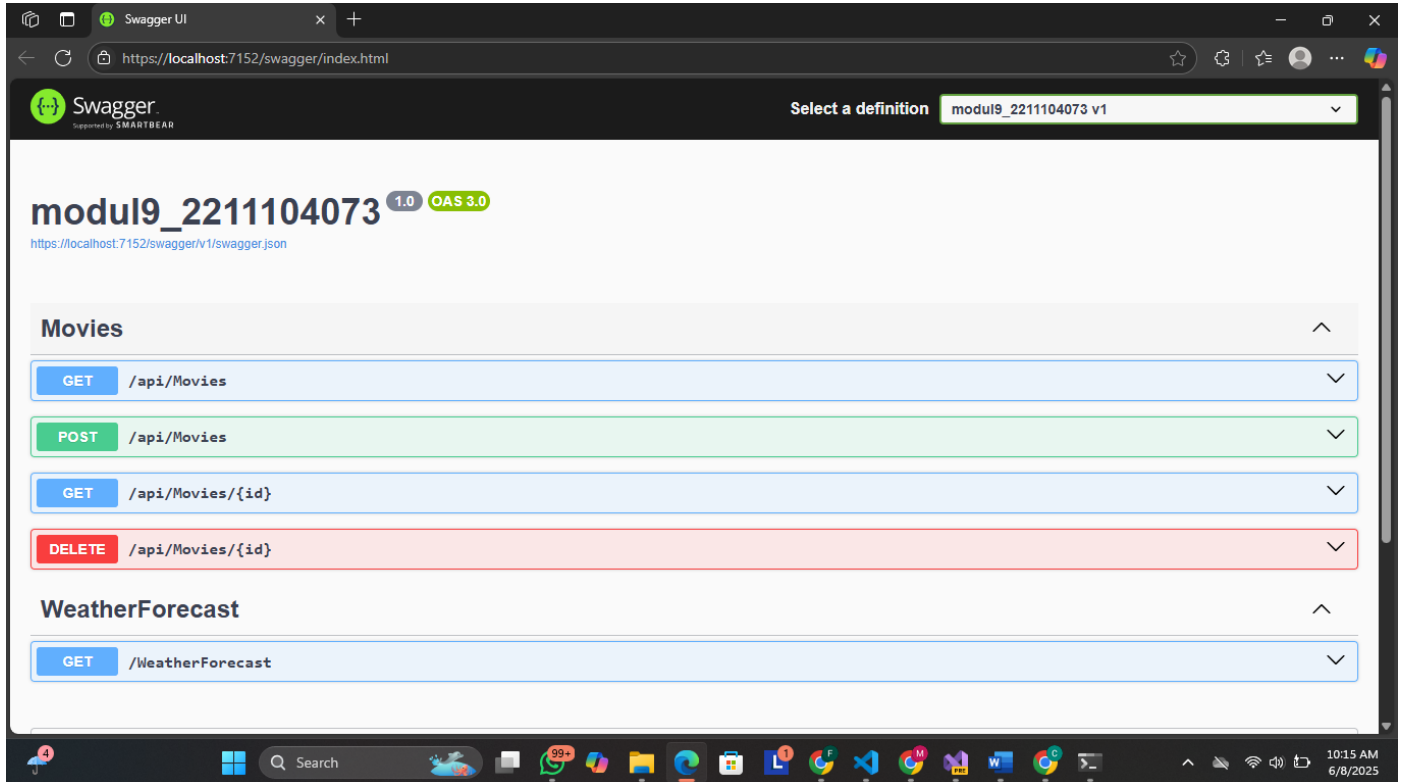 Swagger UI
https://localhost:7152/swagger/index.html
Swagger.
Supported by SMARTBEAR
Select a definition
modul9_2211104073 v1
modul9_2211104073 1.0 OAS 3.0
https://localhost:7152/swagger/v1/swagger.json
Movies
GET /api/Movies
POST /api/Movies
GET /api/Movies/{id}
DELETE /api/Movies/{id}
WeatherForecast
GET /WeatherForecast
4
Search
99+
L
1
F
M
PRE
W
C
10:15 AM
6/8/2025